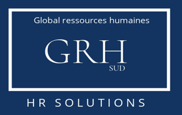 Global ressources humaines
GRH
SUD
HR SOLUTIONS